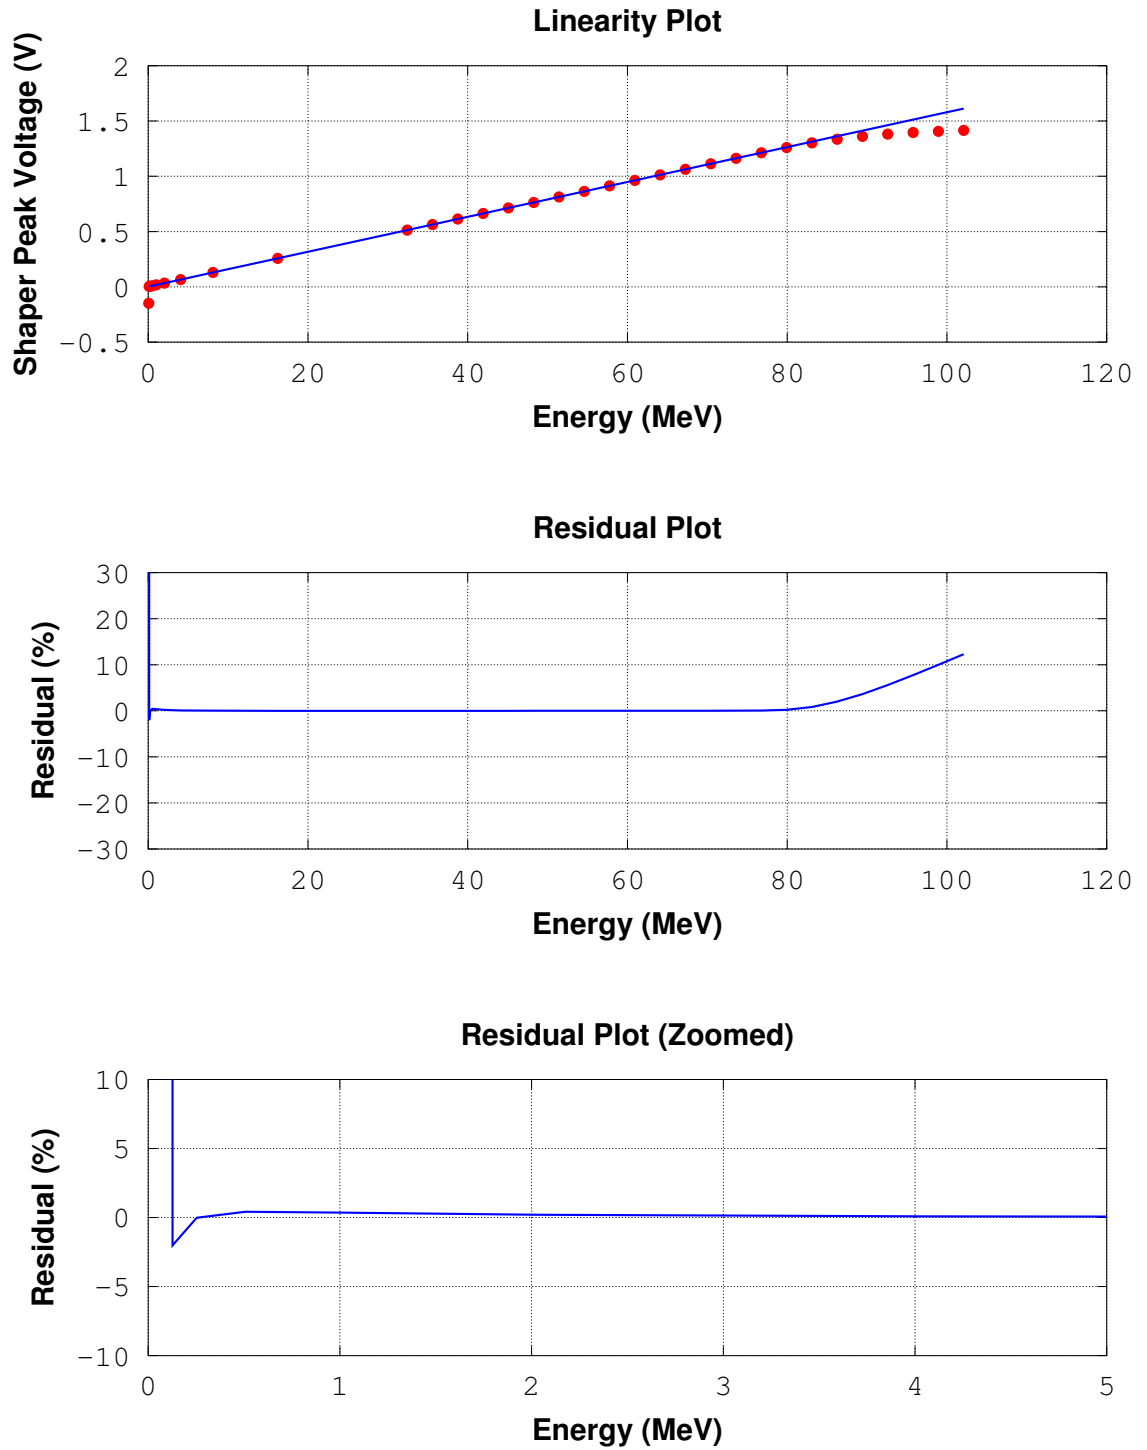 Linearity Plot
Shaper Peak Voltage (V)
2
1.5
1
0.5
0
−0.5
0 20 40 60 80 100 120
Energy (MeV)
Residual Plot
Residual (%)
30
20
10
0
−10
−20
−30
0 20 40 60 80 100 120
Energy (MeV)
Residual Plot (Zoomed)
Residual (%)
10
5
0
−5
−10
0 1 2 3 4 5
Energy (MeV)